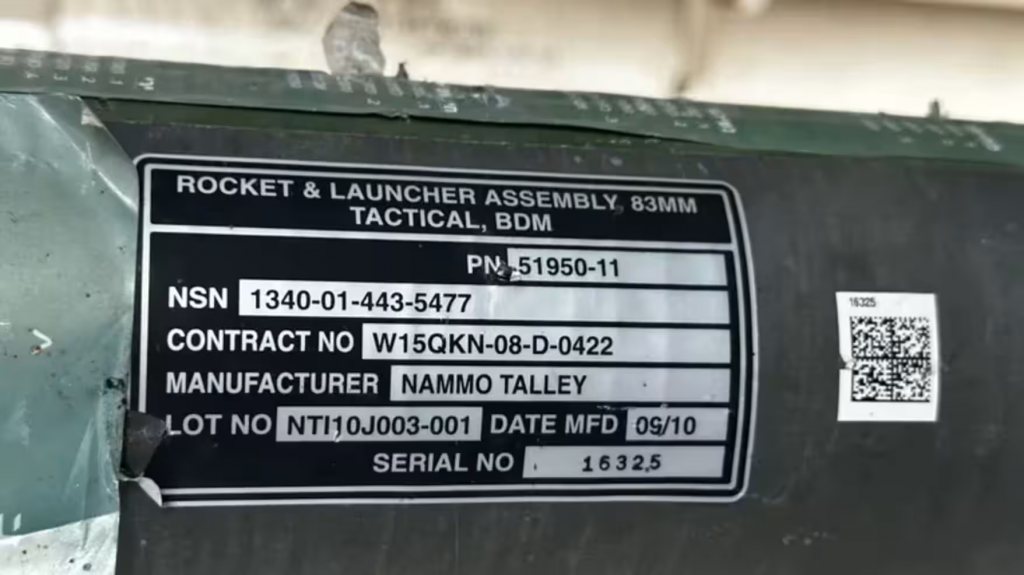 ROCKET & LAUNCHER ASSEMBLY, 83MM
TACTICAL, BDM
PN 51950-11
NSN 1340-01-443-5477
CONTRACT NO W15QKN-08-D-0422
MANUFACTURER NAMMO TALLEY
LOT NO NTI10J003-001 DATE MFD 09/10
SERIAL NO 16325
16325